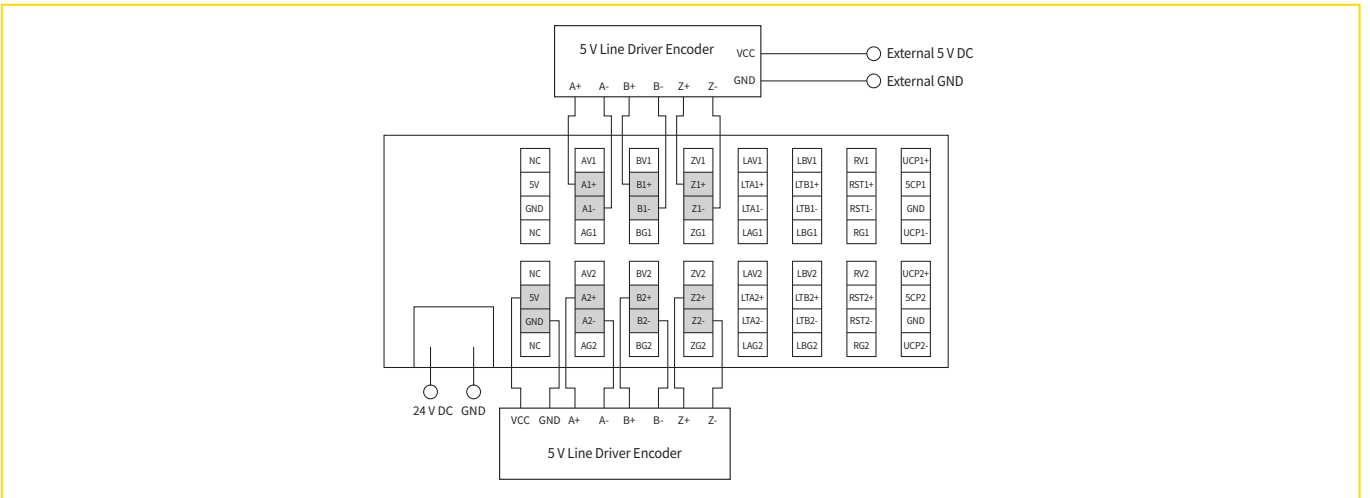 5 V Line Driver Encoder
VCC
External 5 V DC
GND
External GND
A+ A- B+ B- Z+ Z-
NC AV1 BV1 ZV1 LAV1 LBV1 RV1 UCP1+
5V A1+ B1+ Z1+ LTA1+ LTB1+ RST1+ 5CP1
GND A1- B1- Z1- LTA1- LTB1- RST1- GND
NC AG1 BG1 ZG1 LAG1 LBG1 RG1 UCP1-
NC AV2 BV2 ZV2 LAV2 LBV2 RV2 UCP2+
5V A2+ B2+ Z2+ LTA2+ LTB2+ RST2+ 5CP2
GND A2- B2- Z2- LTA2- LTB2- RST2- GND
NC AG2 BG2 ZG2 LAG2 LBG2 RG2 UCP2-
24 V DC GND
VCC GND A+ A- B+ B- Z+ Z-
5 V Line Driver Encoder